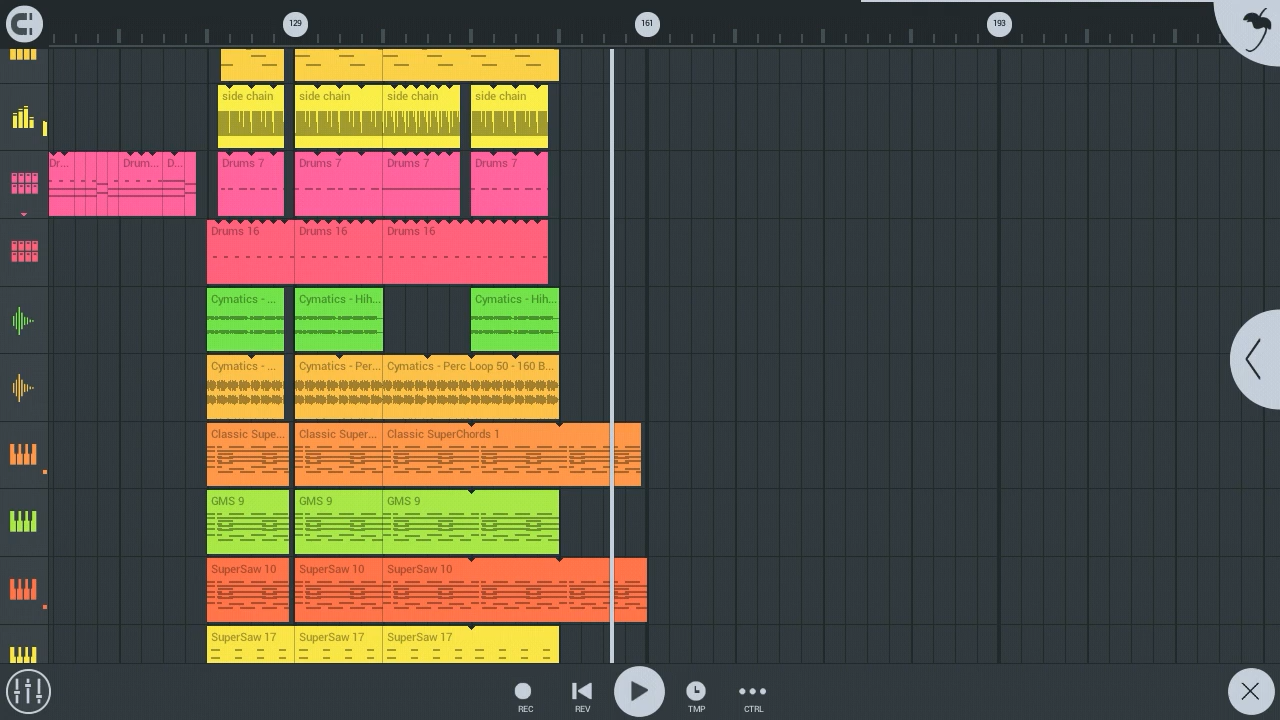 129 161 193
side chain side chain side chain side chain
Dr... Drum... D... Drums 7 Drums 7 Drums 7 Drums 7
Drums 16 Drums 16 Drums 16
Cymatics - ... Cymatics - Hih... Cymatics - Hih...
Cymatics - ... Cymatics - Per... Cymatics - Perc Loop 50 - 160 B...
Classic Supe... Classic Super... Classic SuperChords 1
GMS 9 GMS 9 GMS 9
SuperSaw 10 SuperSaw 10 SuperSaw 10
SuperSaw 17 SuperSaw 17 SuperSaw 17
REC REV TMP CTRL